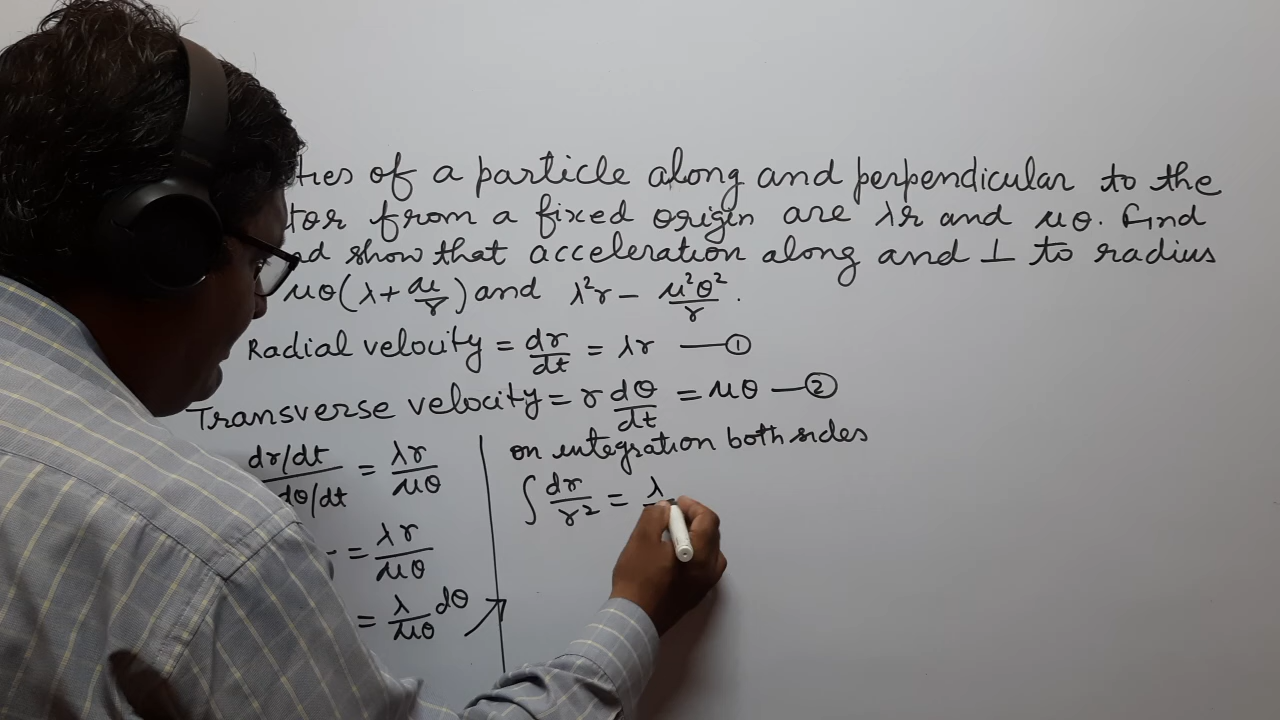 of a particle along and perpendicular to the
from a fixed origin are λr and μθ. Find
show that acceleration along and ⊥ to radius
μθ(λ+μ/r) and λ²r - μ²θ²/r.
Radial velocity = dr/dt = λr —①
Transverse velocity = r dθ/dt = μθ —②
dr/dt / dθ/dt = λr/μθ
= λr/μθ
= λ/μθ dθ
on integration both sides
∫ dr/r² = λ